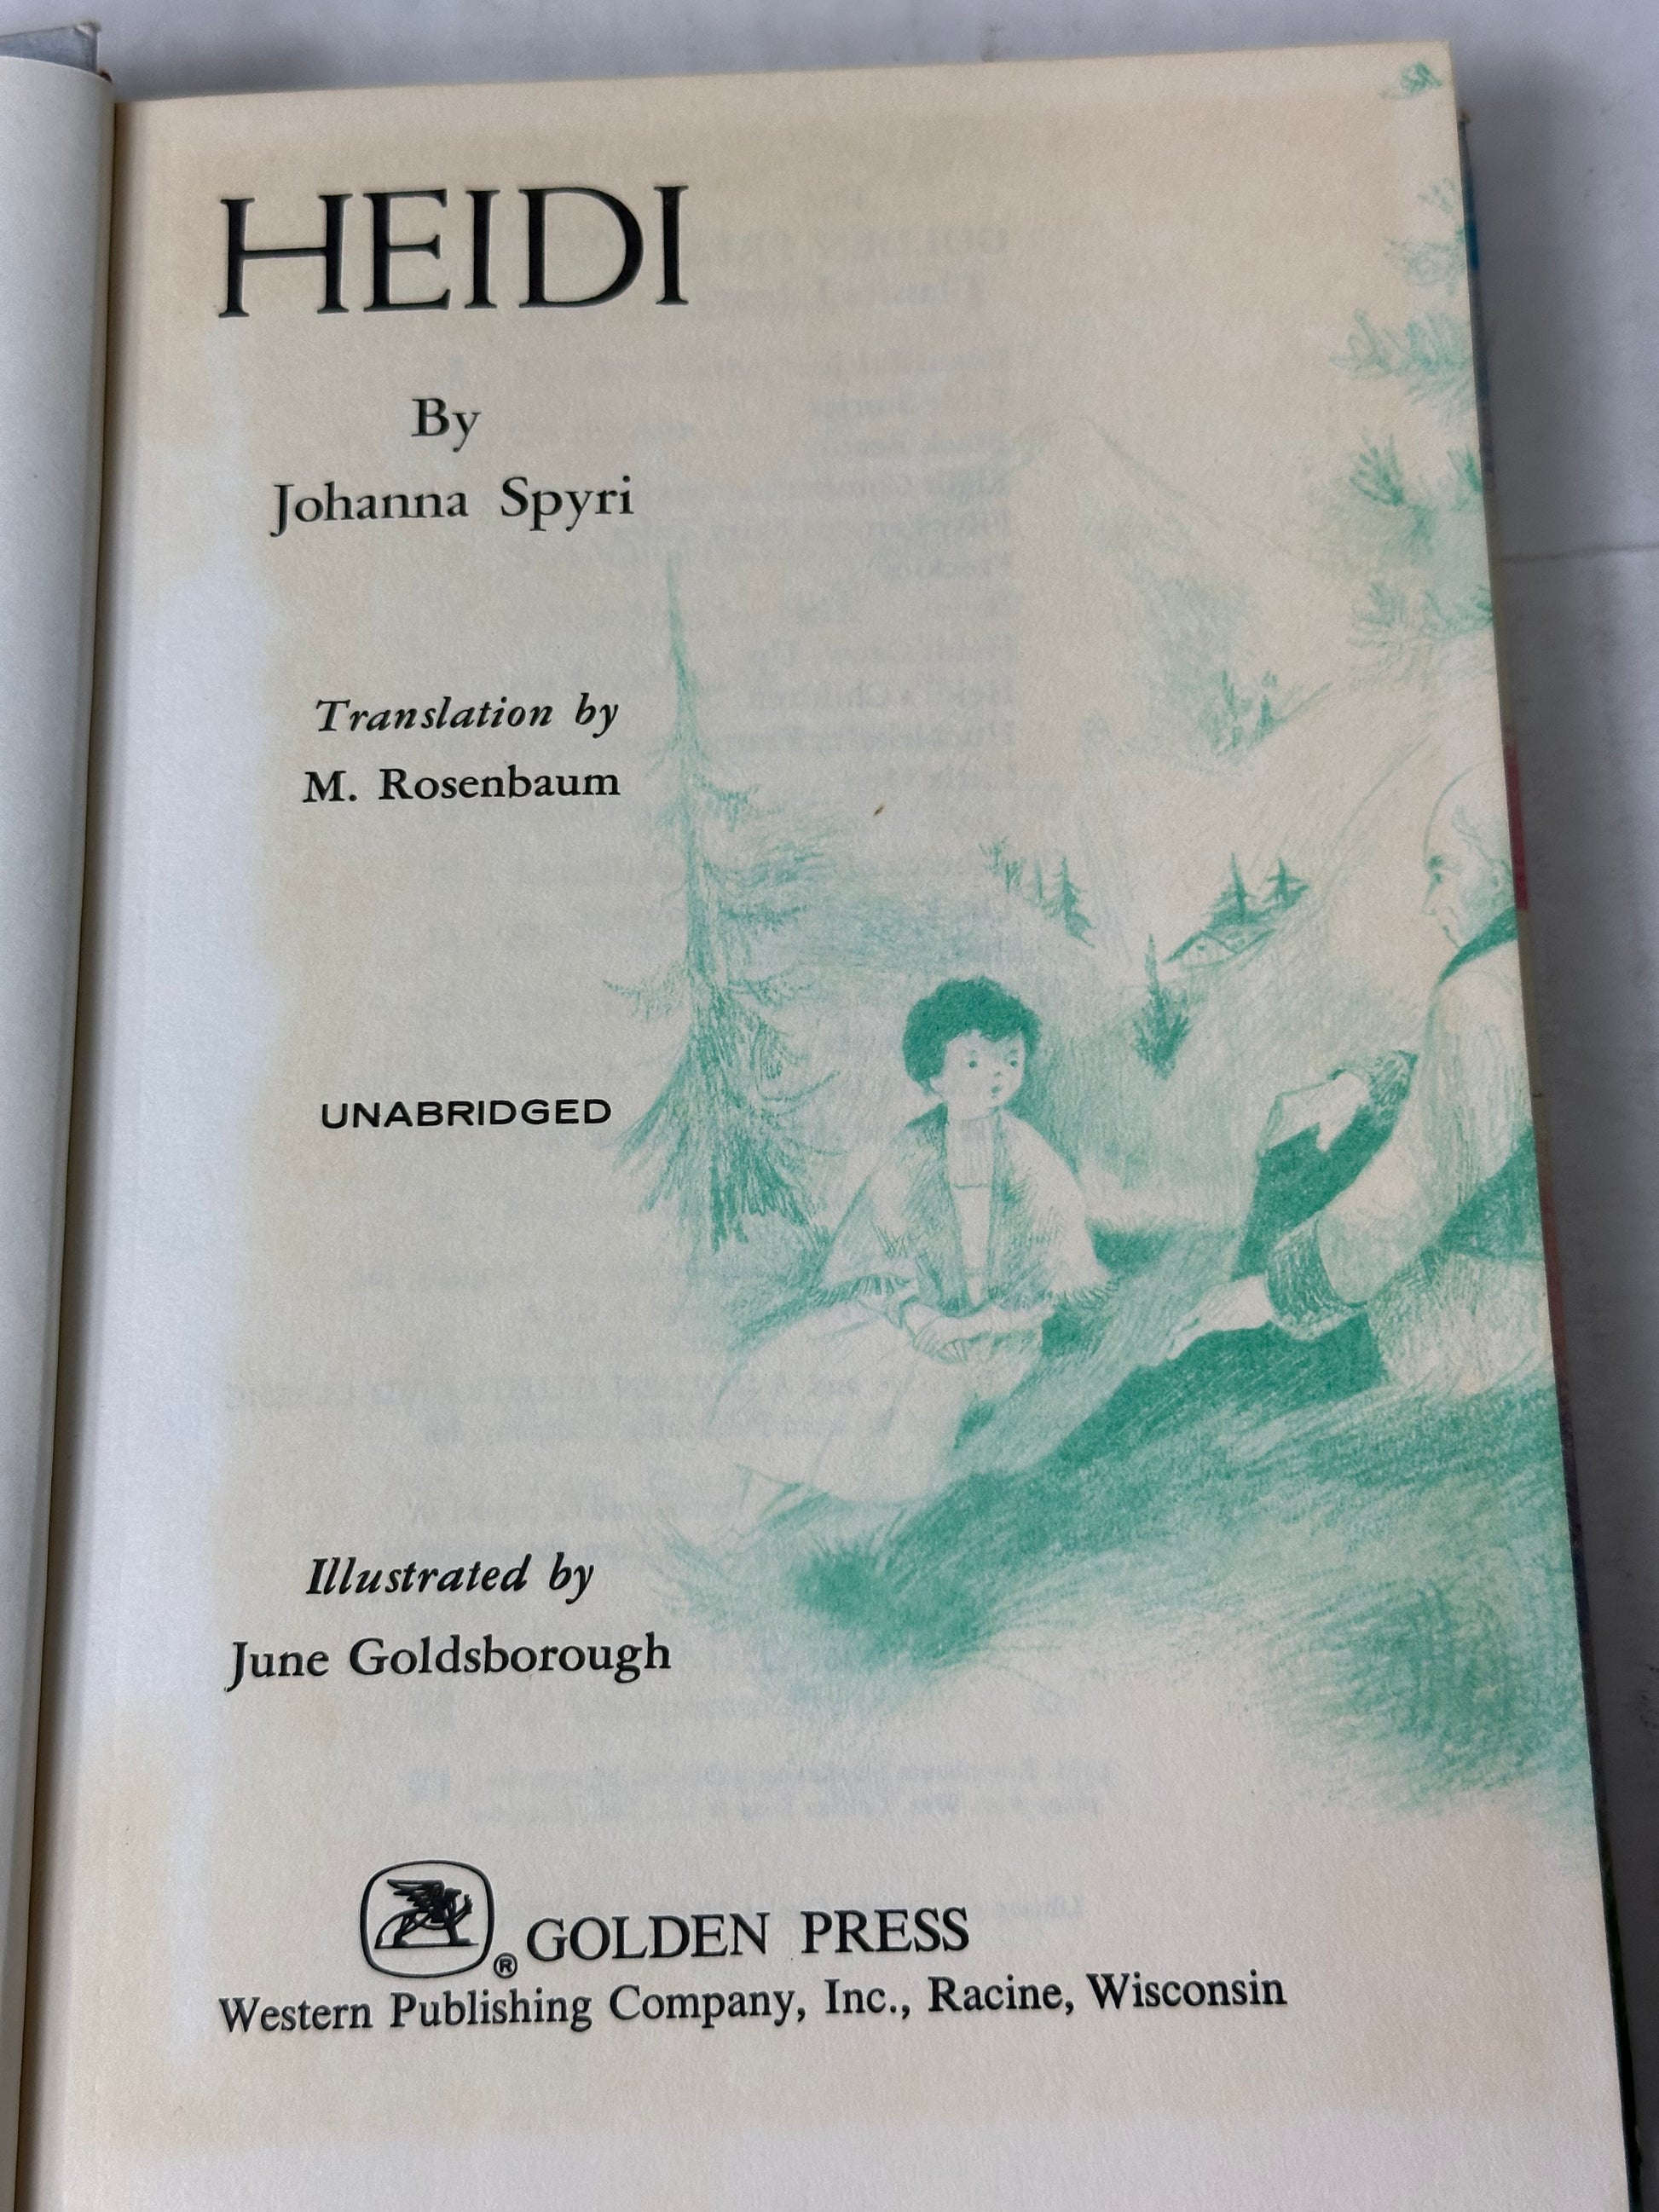 HEIDI
By
Johanna Spyri
Translation by
M. Rosenbaum
UNABRIDGED
Illustrated by
June Goldsborough
® GOLDEN PRESS
Western Publishing Company, Inc., Racine, Wisconsin